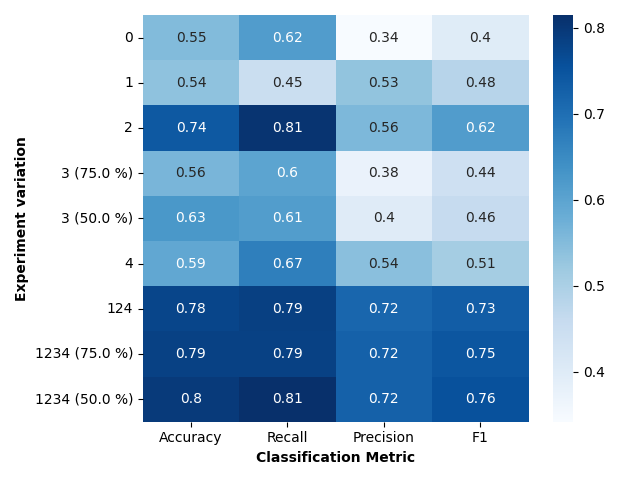 0 0.55 0.62 0.34 0.4
1 0.54 0.45 0.53 0.48
2 0.74 0.81 0.56 0.62
3 (75.0 %) 0.56 0.6 0.38 0.44
3 (50.0 %) 0.63 0.61 0.4 0.46
4 0.59 0.67 0.54 0.51
124 0.78 0.79 0.72 0.73
1234 (75.0 %) 0.79 0.79 0.72 0.75
1234 (50.0 %) 0.8 0.81 0.72 0.76
Accuracy Recall Precision F1
Classification Metric
Experiment variation
0.8
0.7
0.6
0.5
0.4